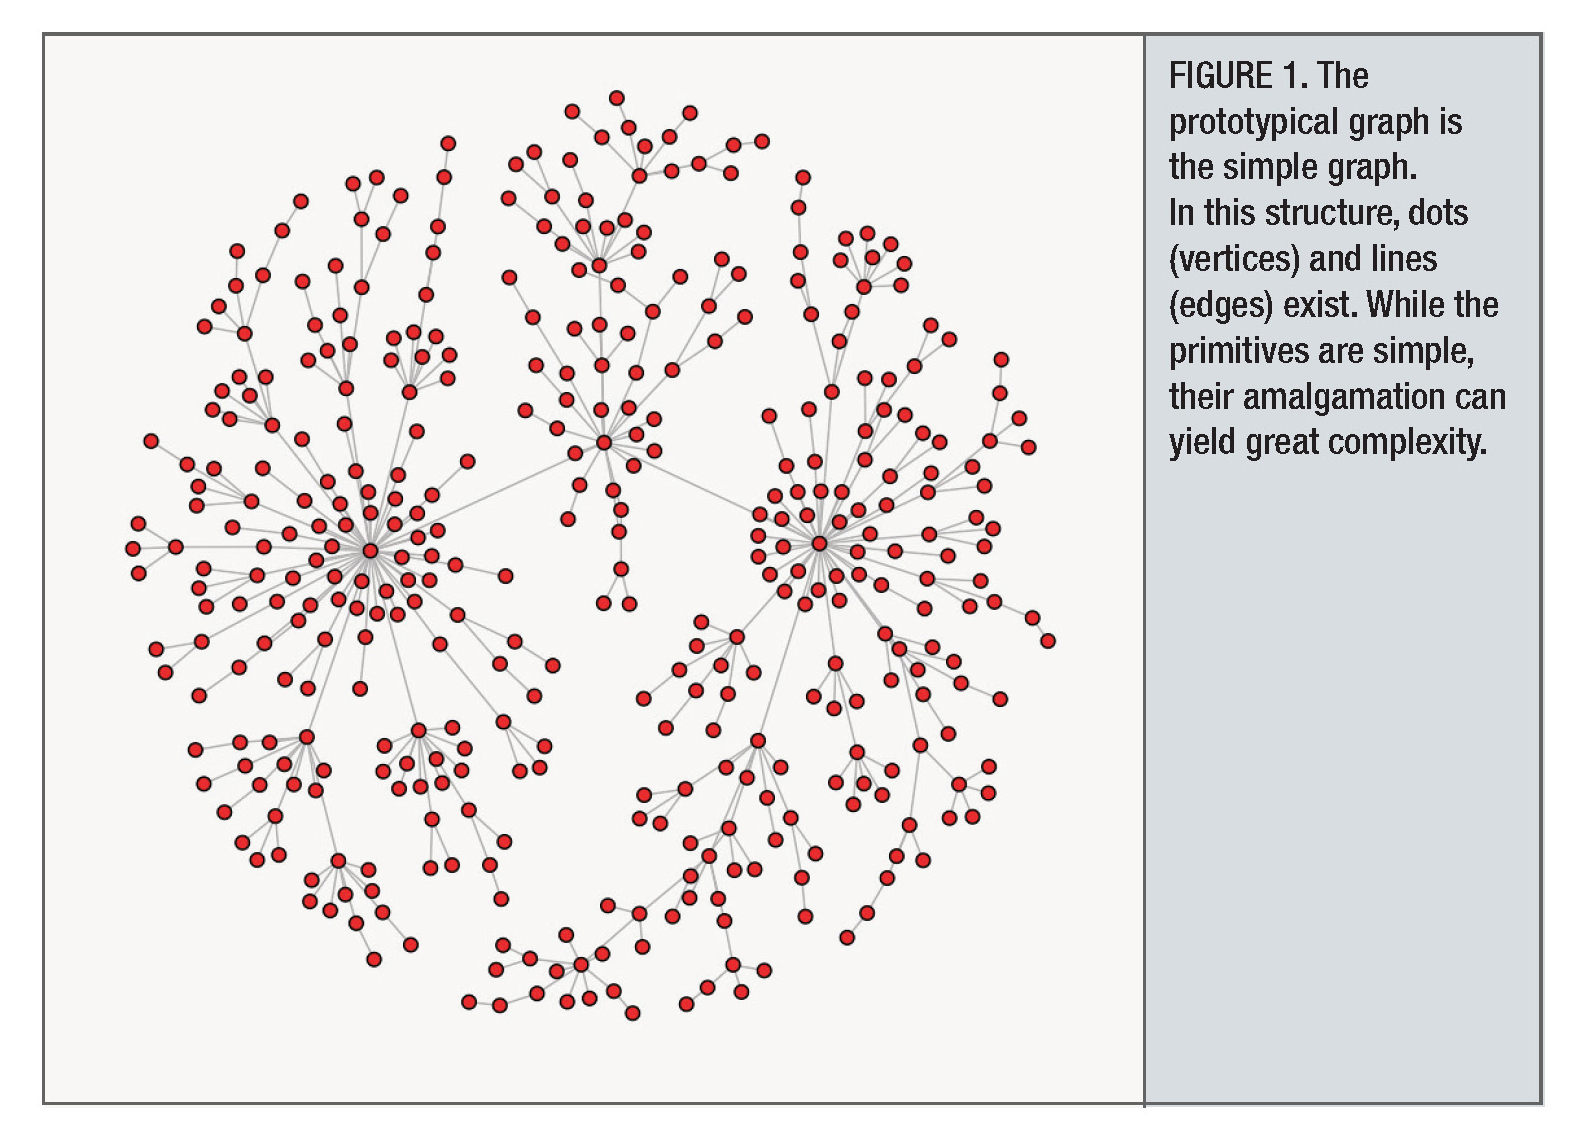 FIGURE 1. The
prototypical graph is
the simple graph.
In this structure, dots
(vertices) and lines
(edges) exist. While the
primitives are simple,
their amalgamation can
yield great complexity.